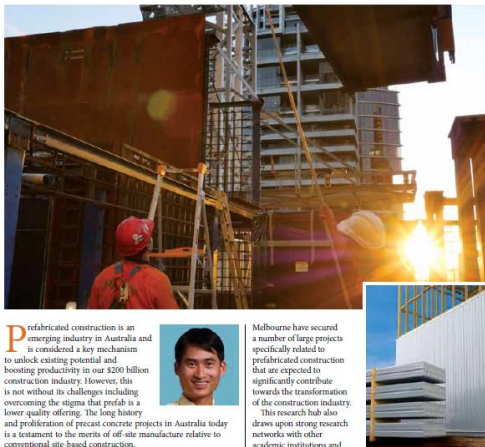 Prefabricated construction is an
emerging industry in Australia and
is considered a key mechanism
to unlock existing potential and
boosting productivity in our $200 billion
construction industry. However, this
is not without its challenges including
overcoming the stigma that prefab is a
lower quality offering. The long history
and proliferation of precast concrete projects in Australia today
is a testament to the merits of off-site manufacture relative to
conventional site-based construction.
Melbourne have secured
a number of large projects
specifically related to
prefabricated construction
that are expected to
significantly contribute
towards the transformation
of the construction industry.
This research hub also
draws upon strong research
networks with other
academic institutions and